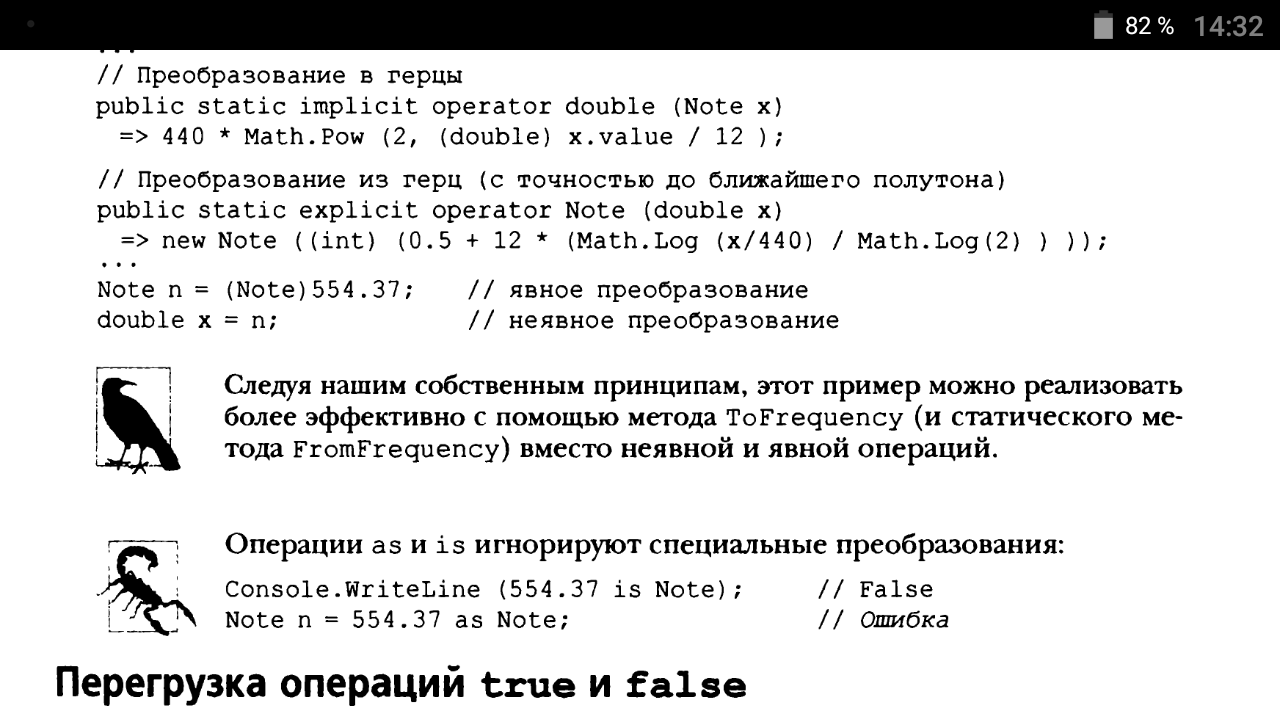 82 % 14:32
...
// Преобразование в герцы
public static implicit operator double (Note x)
=> 440 * Math.Pow (2, (double) x.value / 12 );
// Преобразование из герц (с точностью до ближайшего полутона)
public static explicit operator Note (double x)
=> new Note ((int) (0.5 + 12 * (Math.Log (x/440) / Math.Log(2) ) ));
...
Note n = (Note)554.37; // явное преобразование
double x = n; // неявное преобразование
Следуя нашим собственным принципам, этот пример можно реализовать
более эффективно с помощью метода ToFrequency (и статического ме-
тода FromFrequency) вместо неявной и явной операций.
Операции as и is игнорируют специальные преобразования:
Console.WriteLine (554.37 is Note); // False
Note n = 554.37 as Note; // Ошибка
Перегрузка операций true и false